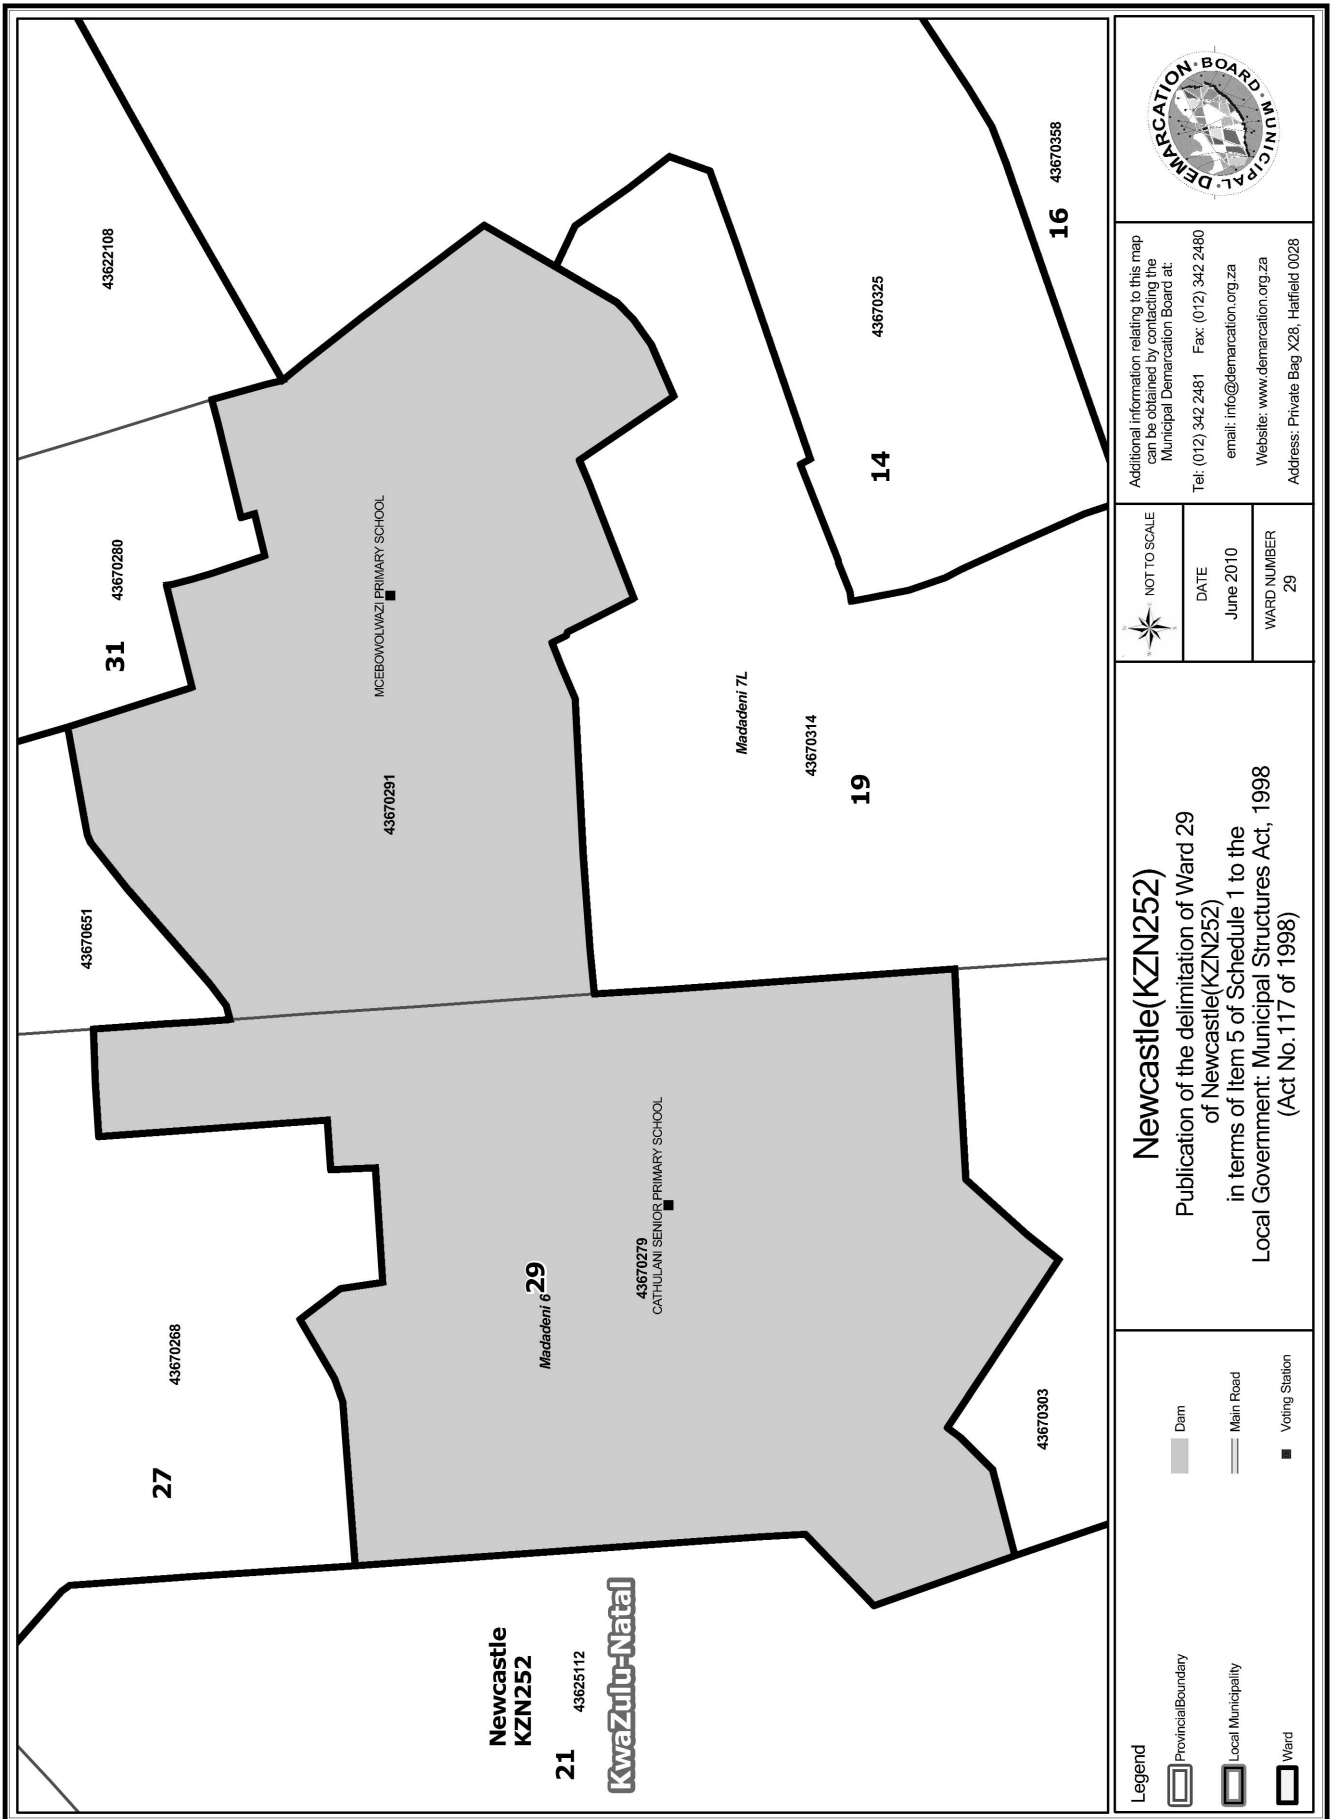 43622108
43670280
31
43670651
43670268
27
MCEBOWOLWAZI PRIMARY SCHOOL
43670291
43670358
16
43670325
14
Madadeni 7L
43670314
19
29
Madadeni 6
43670279
CATHULANI SENIOR PRIMARY SCHOOL
43670303
Newcastle
KZN252
43625112
21
KwaZulu-Natal
Legend
ProvincialBoundary
Local Municipality
Ward
Dam
Main Road
Voting Station
Newcastle(KZN252)
Publication of the delimitation of Ward 29
of Newcastle(KZN252)
in terms of Item 5 of Schedule 1 to the
Local Government: Municipal Structures Act, 1998
(Act No.117 of 1998)
NOT TO SCALE
DATE
June 2010
WARD NUMBER
29
Additional information relating to this map
can be obtained by contacting the
Municipal Demarcation Board at:
Tel: (012) 342 2481 Fax: (012) 342 2480
email: info@demarcation.org.za
Website: www.demarcation.org.za
Address: Private Bag X28, Hatfield 0028
MUNICIPAL • DEMARCATION • BOARD •